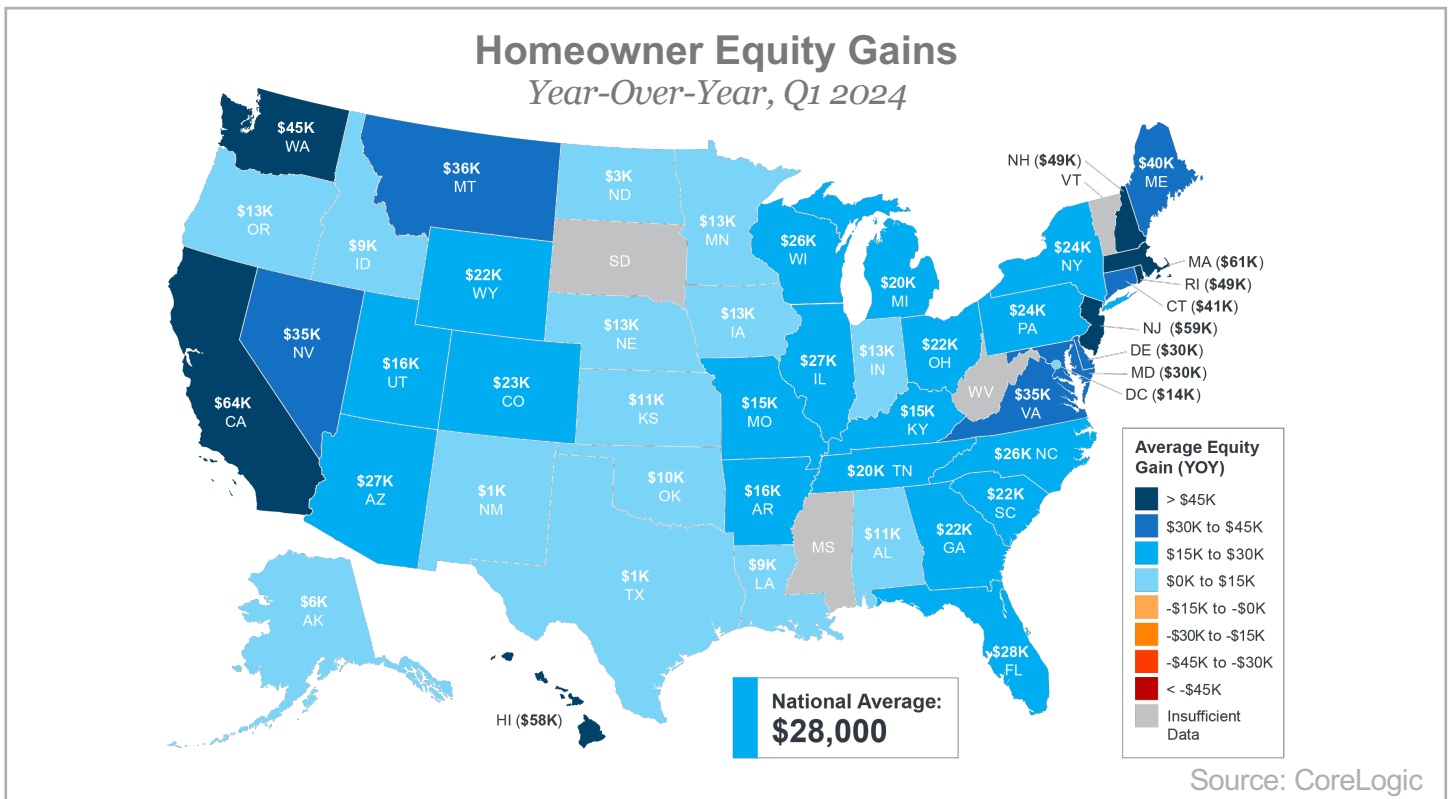 Homeowner Equity Gains
Year-Over-Year, Q1 2024
$45K
WA
$36K
MT
$3K
ND
$13K
MN
$13K
OR
$9K
ID
$22K
WY
SD
$26K
WI
$20K
MI
$24K
NY
NH ($49K)
VT
$40K
ME
MA ($61K)
RI ($49K)
CT ($41K)
NJ ($59K)
DE ($30K)
MD ($30K)
DC ($14K)
$35K
NV
$16K
UT
$23K
CO
$13K
NE
$13K
IA
$27K
IL
$13K
IN
$22K
OH
$24K
PA
WV
$35K
VA
$64K
CA
$11K
KS
$15K
MO
$15K
KY
$26K NC
$20K TN
$27K
AZ
$1K
NM
$10K
OK
$16K
AR
$22K
SC
$1K
TX
$9K
LA
MS
$11K
AL
$22K
GA
$28K
FL
$6K
AK
HI ($58K)
National Average:
$28,000
Average Equity
Gain (YOY)
> $45K
$30K to $45K
$15K to $30K
$0K to $15K
-$15K to -$0K
-$30K to -$15K
-$45K to -$30K
< -$45K
Insufficient
Data
Source: CoreLogic